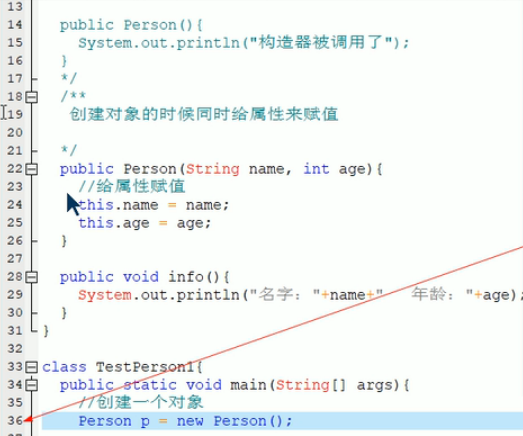 13
14 public Person(){
15 System.out.println("构造器被调用了");
16 }
17 */
18 /**
19 创建对象的时候同时给属性来赋值
20
21 */
22 public Person(String name, int age){
23 //给属性赋值
24 this.name = name;
25 this.age = age;
26 }
27
28 public void info(){
29 System.out.println("名字："+name+" 年龄："+age);
30 }
31 }
32
33 class TestPerson1{
34 public static void main(String[] args){
35 //创建一个对象
36 Person p = new Person();